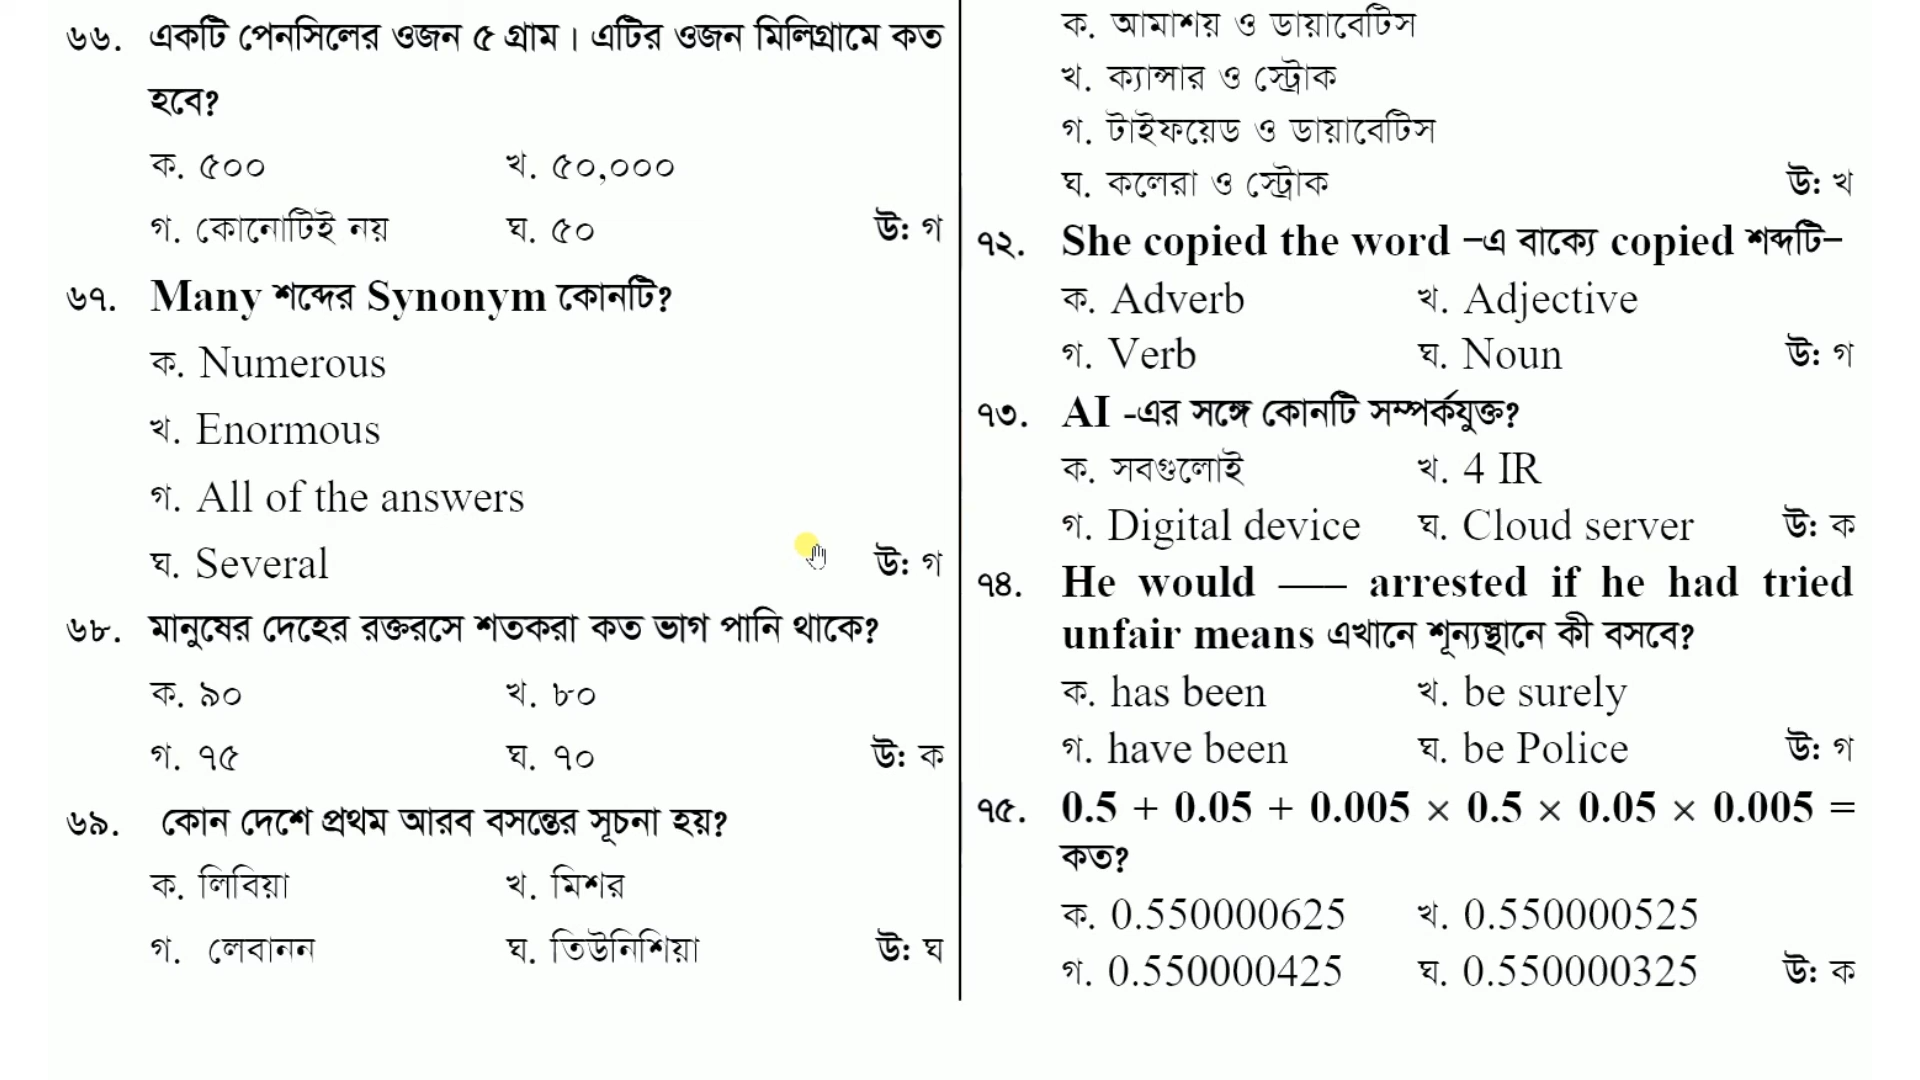 ৬৬. একটি পেনসিলের ওজন ৫ গ্রাম। এটির ওজন মিলিগ্রামে কত
হবে?
ক. ৫০০ খ. ৫০,০০০
গ. কোনোটিই নয় ঘ. ৫০ উ: গ
৬৭. Many শব্দের Synonym কোনটি?
ক. Numerous
খ. Enormous
গ. All of the answers
ঘ. Several উ: গ
৬৮. মানুষের দেহের রক্তরসে শতকরা কত ভাগ পানি থাকে?
ক. ৯০ খ. ৮০
গ. ৭৫ ঘ. ৭০ উ: ক
৬৯. কোন দেশে প্রথম আরব বসন্তের সূচনা হয়?
ক. লিবিয়া খ. মিশর
গ. লেবানন ঘ. তিউনিশিয়া উ: ঘ
ক. আমাশয় ও ডায়াবেটিস
খ. ক্যান্সার ও স্ট্রোক
গ. টাইফয়েড ও ডায়াবেটিস
ঘ. কলেরা ও স্ট্রোক উ: খ
৭২. She copied the word –এ বাক্যে copied শব্দটি–
ক. Adverb খ. Adjective
গ. Verb ঘ. Noun উ: গ
৭৩. AI -এর সঙ্গে কোনটি সম্পর্কযুক্ত?
ক. সবগুলোই খ. 4 IR
গ. Digital device ঘ. Cloud server উ: ক
৭৪. He would —– arrested if he had tried
unfair means এখানে শূন্যস্থানে কী বসবে?
ক. has been খ. be surely
গ. have been ঘ. be Police উ: গ
৭৫. 0.5 + 0.05 + 0.005 × 0.5 × 0.05 × 0.005 =
কত?
ক. 0.550000625 খ. 0.550000525
গ. 0.550000425 ঘ. 0.550000325 উ: ক